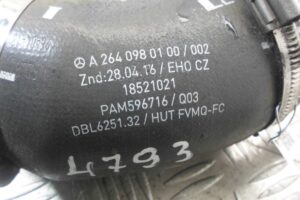 A 264 098 01 00 / 002
Znd:28.04.16 / EHO CZ
18521021
PAM596716 / Q03
DBL6251.32 / HUT FVMQ-FC
4793